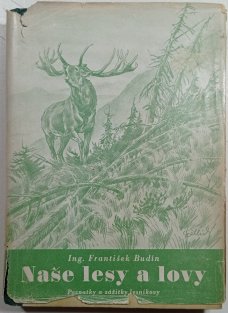 Ing. František Budín
Naše lesy a lovy
Poznatky a zážitky lesníkovy